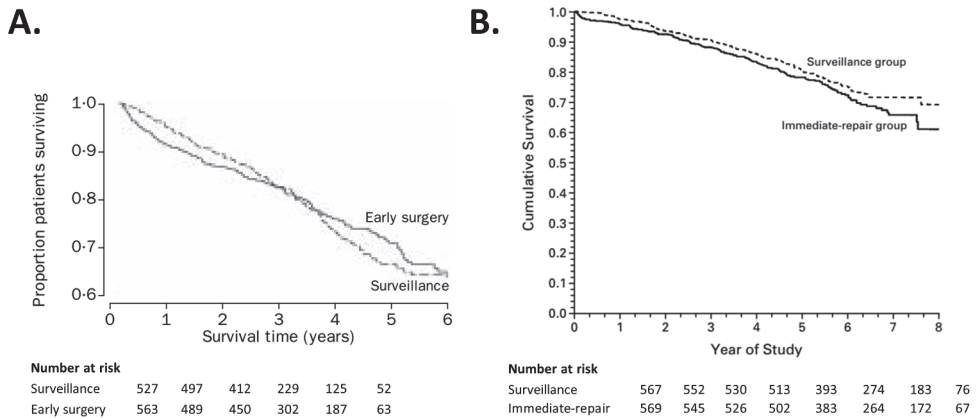 A.
Proportion patients surviving
1·0
0·9
0·8
0·7
0·6
Early surgery
Surveillance
0 1 2 3 4 5 6
Survival time (years)
Number at risk
Surveillance 527 497 412 229 125 52
Early surgery 563 489 450 302 187 63
B.
Cumulative Survival
1.0
0.9
0.8
0.7
0.6
0.5
0.4
0.3
0.2
0.1
0.0
Surveillance group
Immediate-repair group
0 1 2 3 4 5 6 7 8
Year of Study
Number at risk
Surveillance 567 552 530 513 393 274 183 76
Immediate-repair 569 545 526 502 383 264 172 67